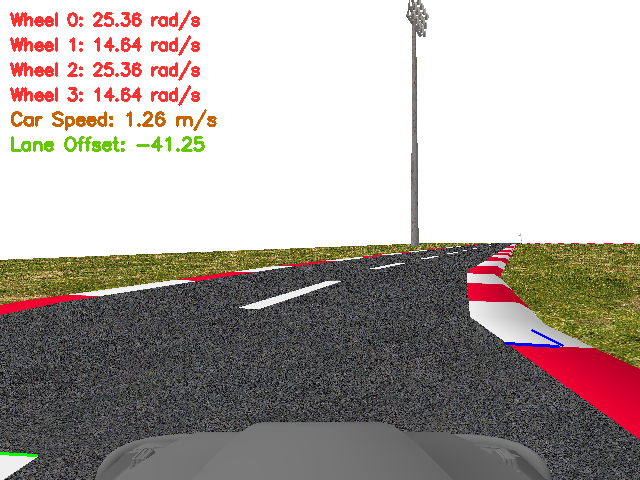 Wheel 0: 25.36 rad/s
Wheel 1: 14.64 rad/s
Wheel 2: 25.36 rad/s
Wheel 3: 14.64 rad/s
Car Speed: 1.26 m/s
Lane Offset: -41.25